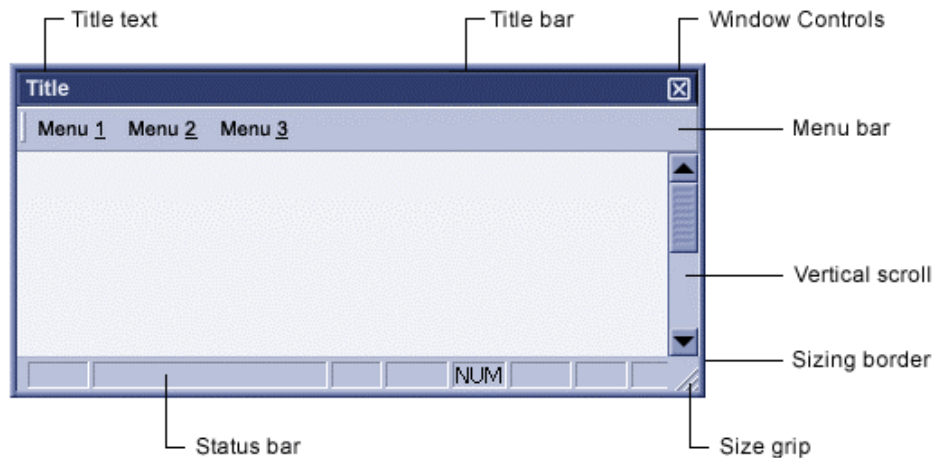 Title text
Title bar
Window Controls
Title
Menu 1 Menu 2 Menu 3
Menu bar
Vertical scroll
Sizing border
NUM
Status bar
Size grip